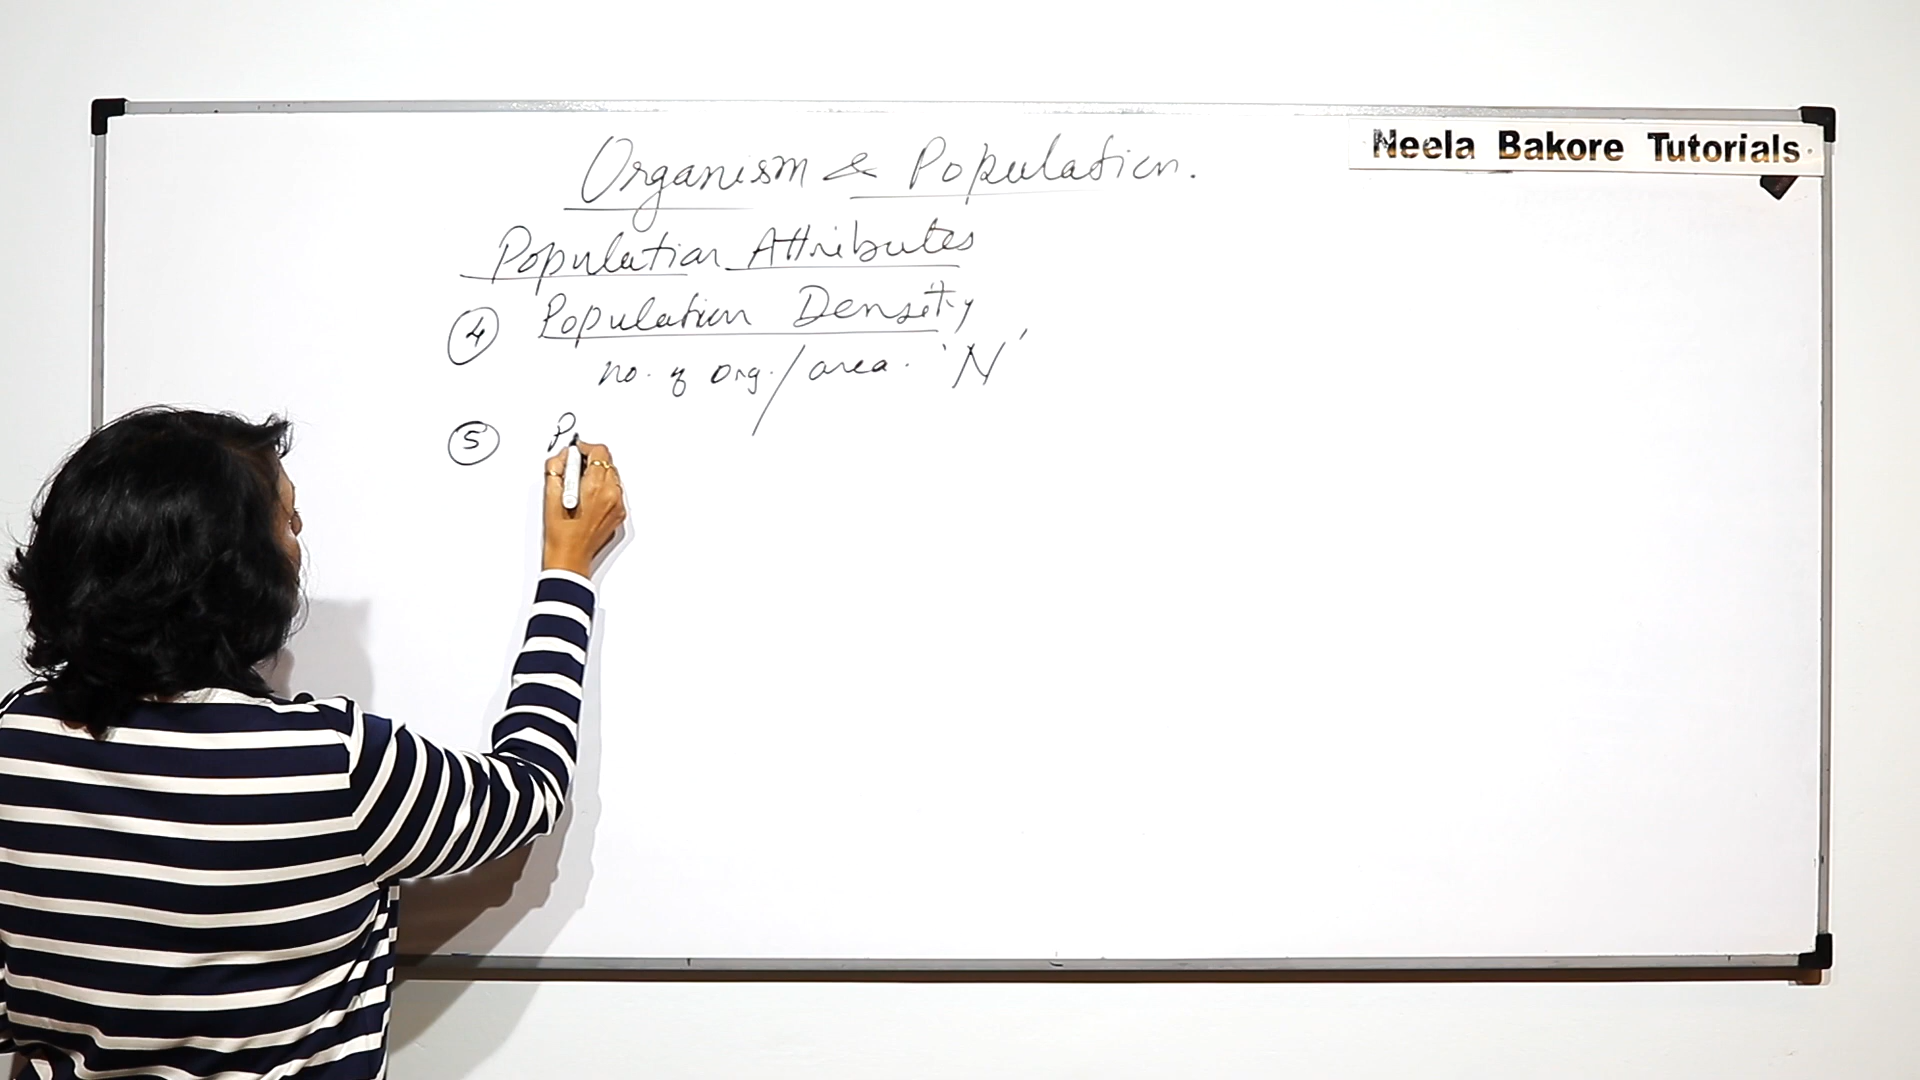 Neela Bakore Tutorials.
Organism & Population.
Population Attributes
4 Population Density
no. of org./area. 'N'
5 P